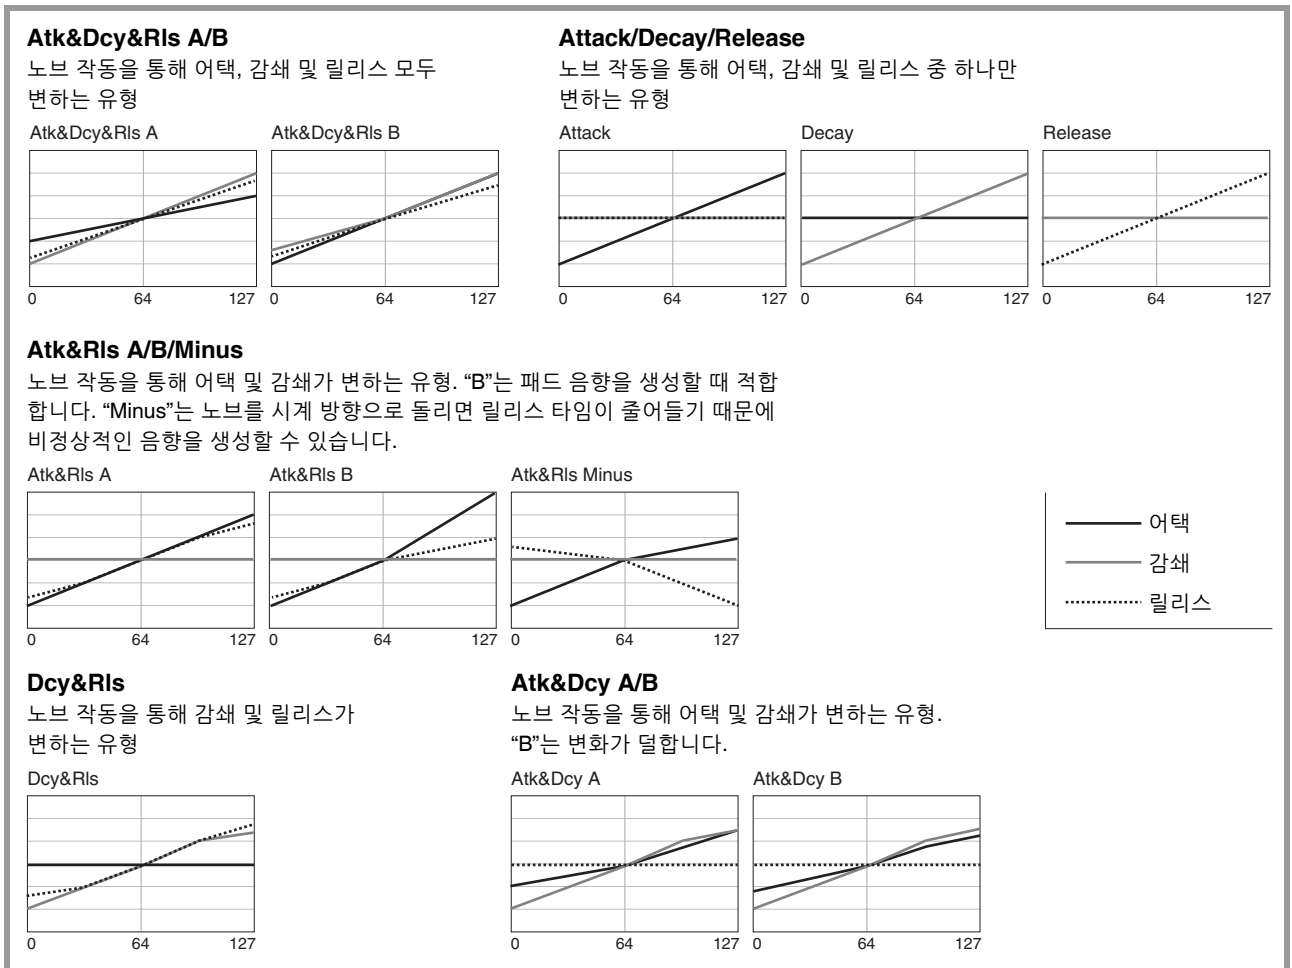 Atk&Dcy&Rls A/B
노브 작동을 통해 어택, 감쇄 및 릴리스 모두
변하는 유형
Atk&Dcy&Rls A
Atk&Dcy&Rls B
0 64 127
0 64 127
Attack/Decay/Release
노브 작동을 통해 어택, 감쇄 및 릴리스 중 하나만
변하는 유형
Attack
Decay
Release
0 64 127
0 64 127
0 64 127
Atk&Rls A/B/Minus
노브 작동을 통해 어택 및 감쇄가 변하는 유형. “B”는 패드 음향을 생성할 때 적합
합니다. “Minus”는 노브를 시계 방향으로 돌리면 릴리스 타임이 줄어들기 때문에
비정상적인 음향을 생성할 수 있습니다.
Atk&Rls A
Atk&Rls B
Atk&Rls Minus
0 64 127
0 64 127
0 64 127
어택
감쇄
릴리스
Dcy&Rls
노브 작동을 통해 감쇄 및 릴리스가
변하는 유형
Dcy&Rls
0 64 127
Atk&Dcy A/B
노브 작동을 통해 어택 및 감쇄가 변하는 유형.
“B”는 변화가 덜합니다.
Atk&Dcy A
Atk&Dcy B
0 64 127
0 64 127